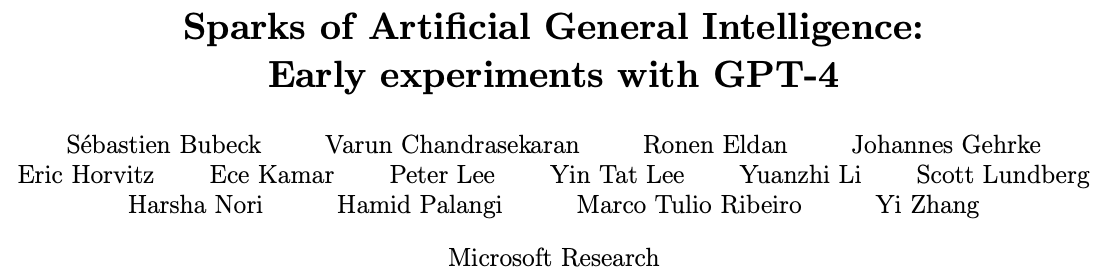 Sparks of Artificial General Intelligence:
Early experiments with GPT-4
Sébastien Bubeck Varun Chandrasekaran Ronen Eldan Johannes Gehrke
Eric Horvitz Ece Kamar Peter Lee Yin Tat Lee Yuanzhi Li Scott Lundberg
Harsha Nori Hamid Palangi Marco Tulio Ribeiro Yi Zhang
Microsoft Research